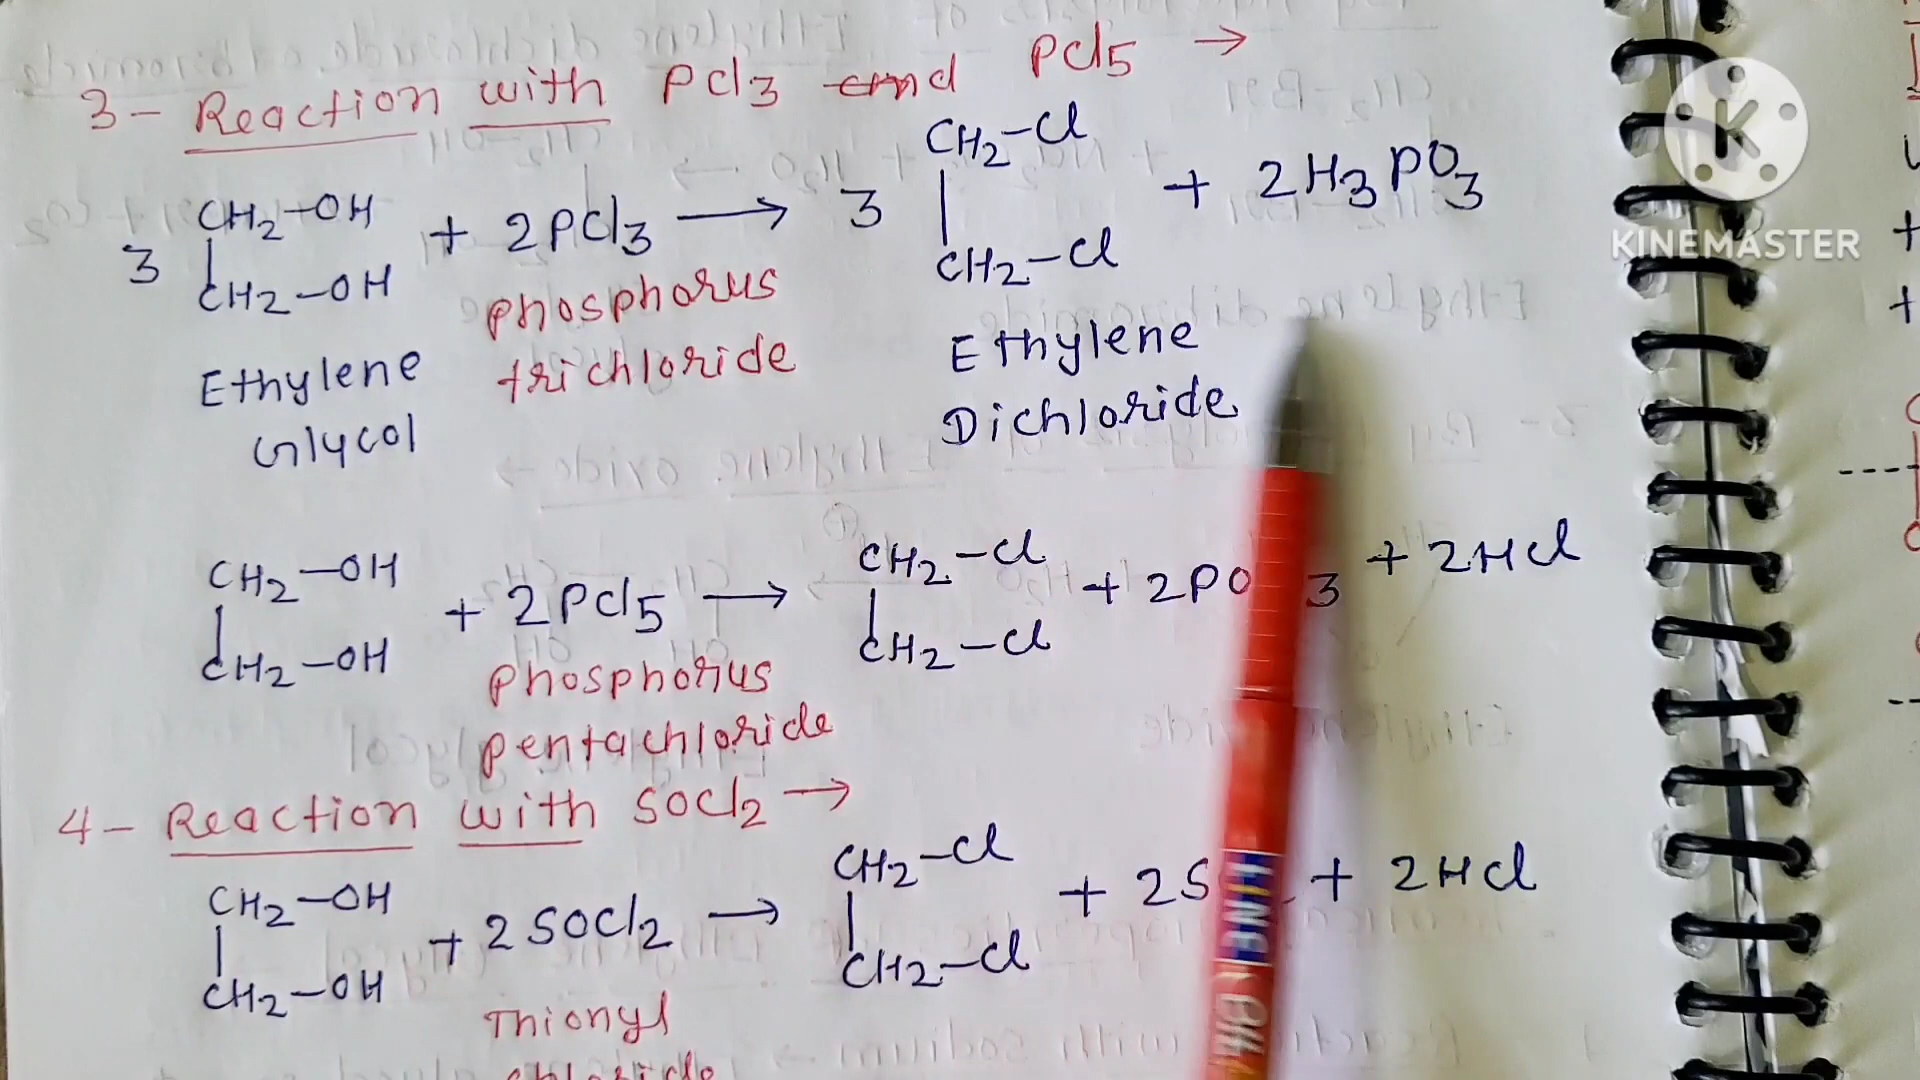 3- Reaction with PCl3 and PCl5 →
3 CH2-OH + 2PCl3 → 3 CH2-Cl + 2H3PO3
CH2-OH CH2-Cl
phosphorus
trichloride
Ethylene
Glycol
Ethylene
Dichloride
CH2-OH + 2PCl5 → CH2-Cl + 2PO 3 + 2HCl
CH2-OH CH2-Cl
phosphorus
pentachloride
4- Reaction with SOCl2 →
CH2-OH + 2SOCl2 → CH2-Cl + 2S + 2HCl
CH2-OH CH2-Cl
Thionyl
chloride
KINEMASTER